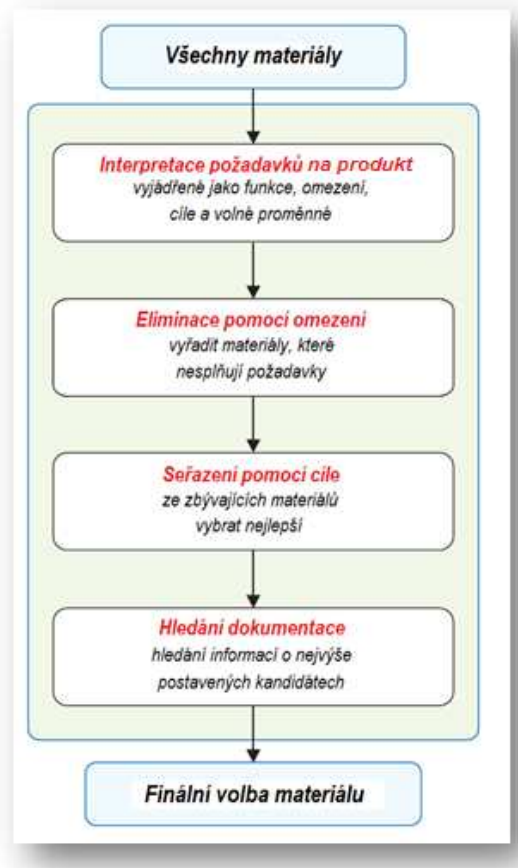 Všechny materiály
Interpretace požadavků na produkt
vyjádřené jako funkce, omezení,
cíle a volné proměnné
Eliminace pomocí omezení
vyřadit materiály, které
nesplňují požadavky
Seřazení pomocí cíle
ze zbývajících materiálů
vybrat nejlepší
Hledání dokumentace
hledání informací o nejvýše
postavených kandidátech
Finální volba materiálu